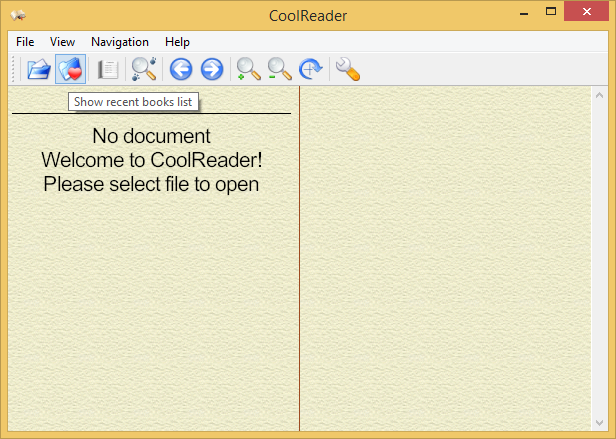 CoolReader
File View Navigation Help
Show recent books list
No document
Welcome to CoolReader!
Please select file to open